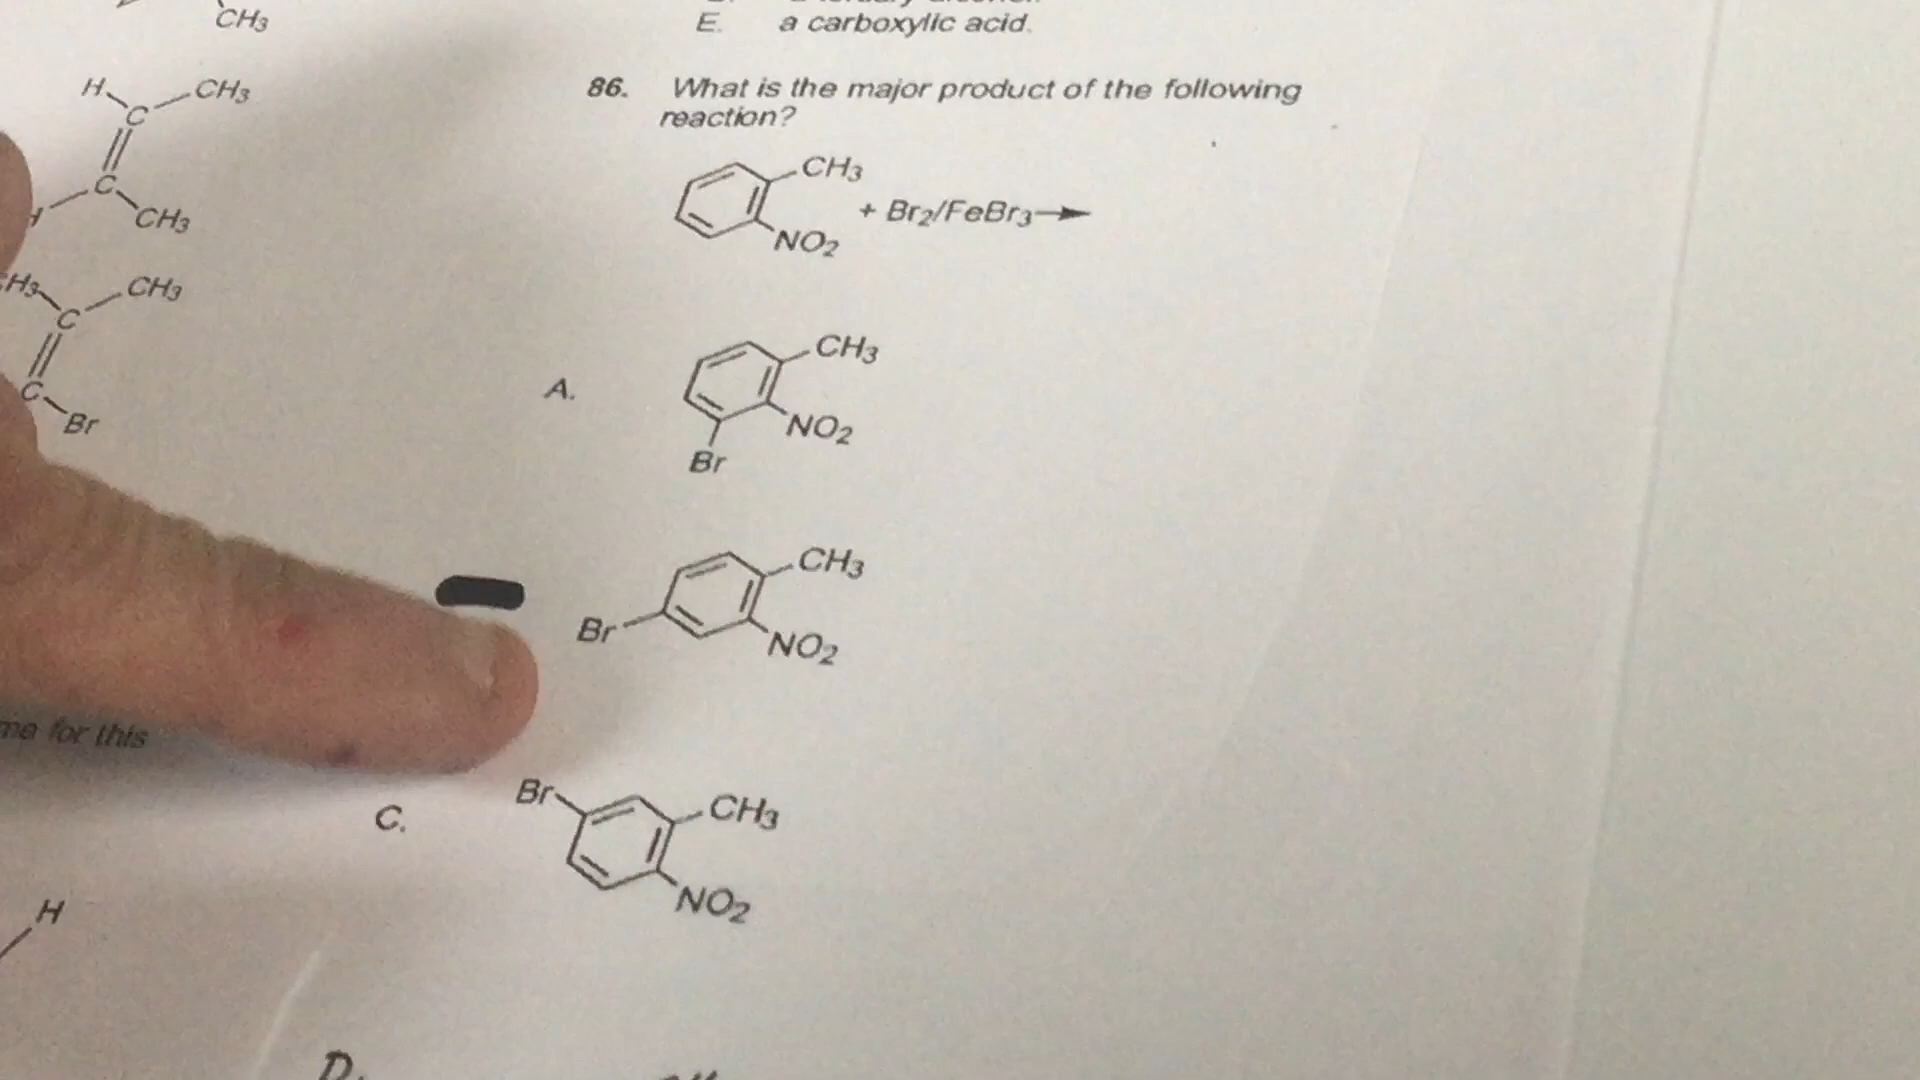 CH3
E. a carboxylic acid.
H CH3
C
C
CH3
CH3
C
C
Br
for this
H
86. What is the major product of the following
reaction?
CH3
+ Br2/FeBr3
NO2
A.
CH3
NO2
Br
CH3
Br
NO2
C.
Br
CH3
NO2
D.